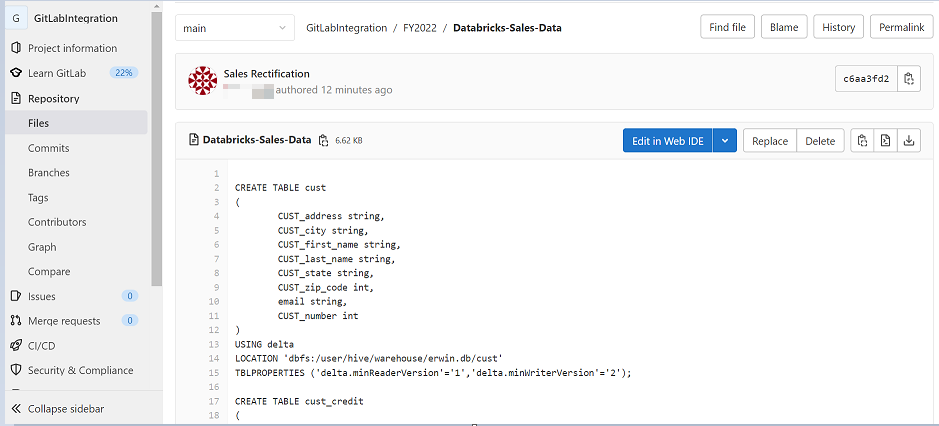 G GitLabIntegration
Project information
Learn GitLab 22%
Repository
Files
Commits
Branches
Tags
Contributors
Graph
Compare
Issues 0
Merge requests 0
CI/CD
Security & Compliance
Collapse sidebar
main GitLabIntegration / FY2022 / Databricks-Sales-Data Find file Blame History Permalink
Sales Rectification
authored 12 minutes ago
c6aa3fd2
Databricks-Sales-Data 6.62 KB Edit in Web IDE Replace Delete
1
2 CREATE TABLE cust
3 (
4 CUST_address string,
5 CUST_city string,
6 CUST_first_name string,
7 CUST_last_name string,
8 CUST_state string,
9 CUST_zip_code int,
10 email string,
11 CUST_number int
12 )
13 USING delta
14 LOCATION 'dbfs:/user/hive/warehouse/erwin.db/cust'
15 TBLPROPERTIES ('delta.minReaderVersion'='1','delta.minWriterVersion'='2');
16
17 CREATE TABLE cust_credit
18 (